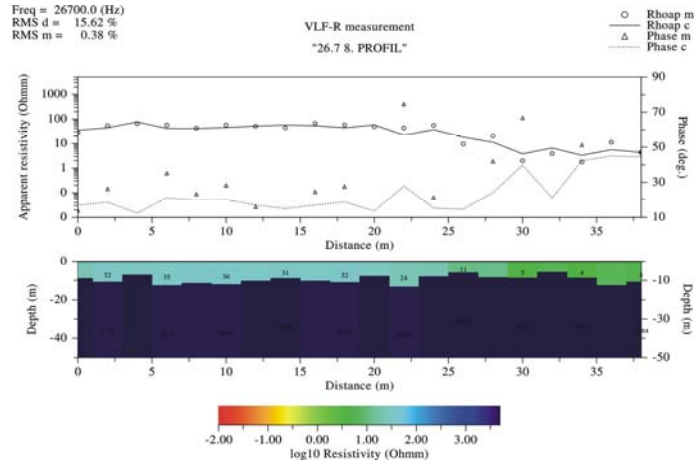 Freq = 26700.0 (Hz)
RMS d = 15.62 %
RMS m = 0.38 %
VLF-R measurement
"26.7 8. PROFIL"
Rhoap m
Rhoap c
Phase m
Phase c
Apparent resistivity (Ohmm)
1000
100
10
1
0
0
Phase (deg.)
90
70
50
30
10
0 5 10 15 20 25 30 35
Distance (m)
Depth (m)
0
-20
-40
32 35 36 31 32 24 11 5 4
Depth (m)
-10
-30
-50
0 5 10 15 20 25 30 35
Distance (m)
-2.00 -1.00 0.00 1.00 2.00 3.00
log10 Resistivity (Ohmm)